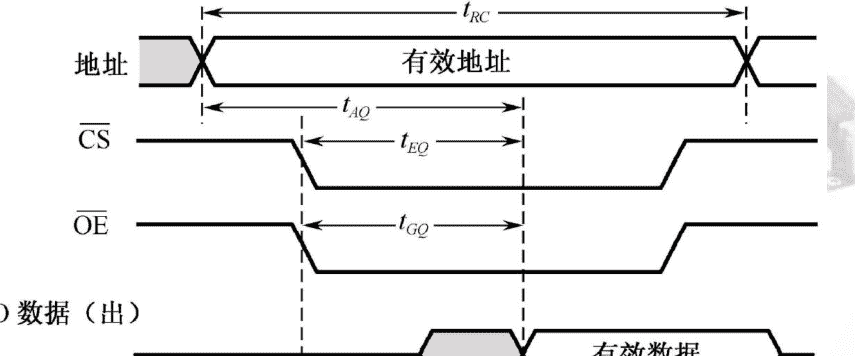 t_RC
地址
有效地址
t_AQ
CS
t_EQ
OE
t_GQ
数据（出）
有效数据